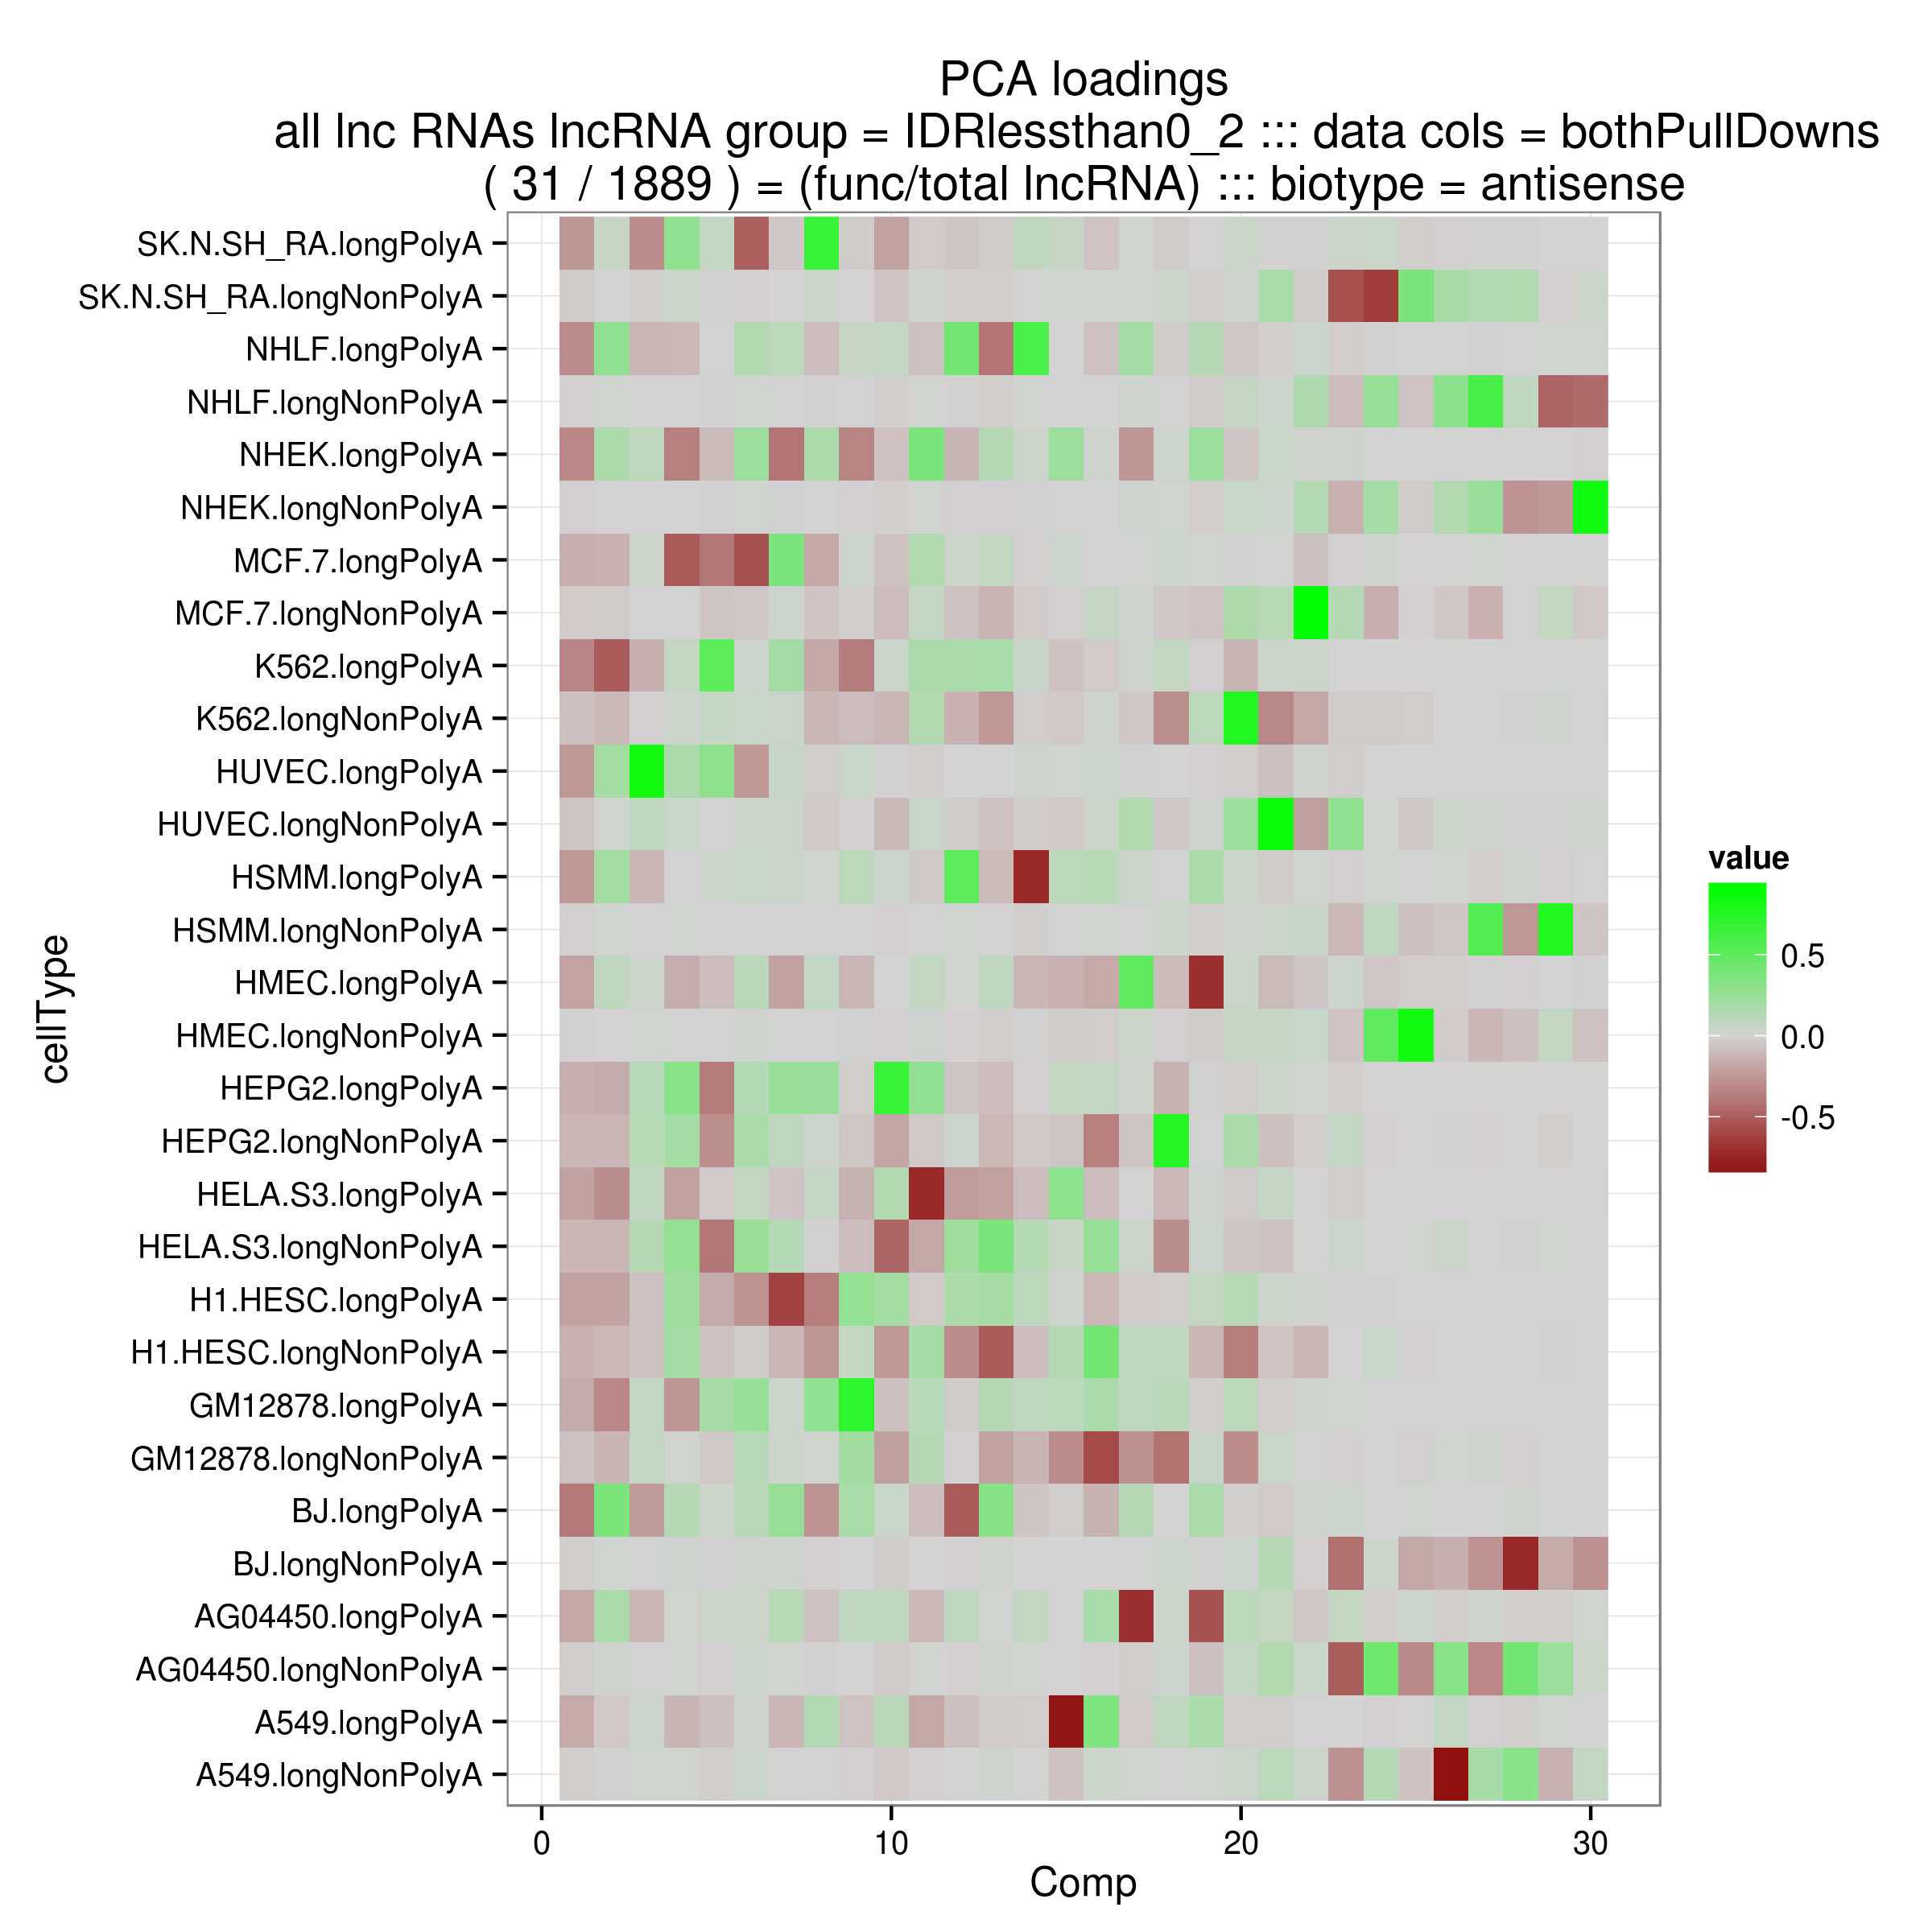 PCA loadings
all lnc RNAs lncRNA group = IDRlessthan0_2 ::: data cols = bothPullDowns
( 31 / 1889 ) = (func/total lncRNA) ::: biotype = antisense
SK.N.SH_RA.longPolyA
SK.N.SH_RA.longNonPolyA
NHLF.longPolyA
NHLF.longNonPolyA
NHEK.longPolyA
NHEK.longNonPolyA
MCF.7.longPolyA
MCF.7.longNonPolyA
K562.longPolyA
K562.longNonPolyA
HUVEC.longPolyA
HUVEC.longNonPolyA
HSMM.longPolyA
HSMM.longNonPolyA
HMEC.longPolyA
HMEC.longNonPolyA
HEPG2.longPolyA
HEPG2.longNonPolyA
HELA.S3.longPolyA
HELA.S3.longNonPolyA
H1.HESC.longPolyA
H1.HESC.longNonPolyA
GM12878.longPolyA
GM12878.longNonPolyA
BJ.longPolyA
BJ.longNonPolyA
AG04450.longPolyA
AG04450.longNonPolyA
A549.longPolyA
A549.longNonPolyA
cellType
0 10 20 30
Comp
value
0.5
0.0
-0.5